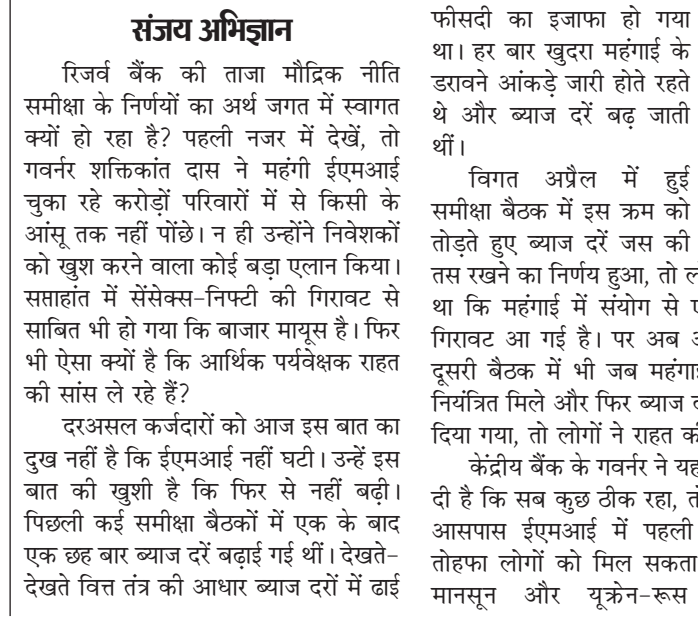 संजय अभिज्ञान
रिजर्व बैंक की ताजा मौद्रिक नीति
समीक्षा के निर्णयों का अर्थ जगत में स्वागत
क्यों हो रहा है? पहली नजर में देखें, तो
गवर्नर शक्तिकांत दास ने महंगी ईएमआई
चुका रहे करोड़ों परिवारों में से किसी के
आंसू तक नहीं पोंछे। न ही उन्होंने निवेशकों
को खुश करने वाला कोई बड़ा एलान किया।
सप्ताहांत में सेंसेक्स-निफ्टी की गिरावट से
साबित भी हो गया कि बाजार मायूस है। फिर
भी ऐसा क्यों है कि आर्थिक पर्यवेक्षक राहत
की सांस ले रहे हैं?
दरअसल कर्जदारों को आज इस बात का
दुख नहीं है कि ईएमआई नहीं घटी। उन्हें इस
बात की खुशी है कि फिर से नहीं बढ़ी।
पिछली कई समीक्षा बैठकों में एक के बाद
एक छह बार ब्याज दरें बढ़ाई गई थीं। देखते-
देखते वित्त तंत्र की आधार ब्याज दरों में ढाई
फीसदी का इजाफा हो गया
था। हर बार खुदरा महंगाई के
डरावने आंकड़े जारी होते रहते
थे और ब्याज दरें बढ़ जाती
थीं।
विगत अप्रैल में हुई
समीक्षा बैठक में इस क्रम को
तोड़ते हुए ब्याज दरें जस की
तस रखने का निर्णय हुआ, तो
था कि महंगाई में संयोग से
गिरावट आ गई है। पर अब
दूसरी बैठक में भी जब
नियंत्रित मिले और फिर ब्याज
दिया गया, तो लोगों ने राहत
केंद्रीय बैंक के गवर्नर ने
दी है कि सब कुछ ठीक रहा,
आसपास ईएमआई में पहली
तोहफा लोगों को मिल सकता
मानसून और यूक्रेन-रूस